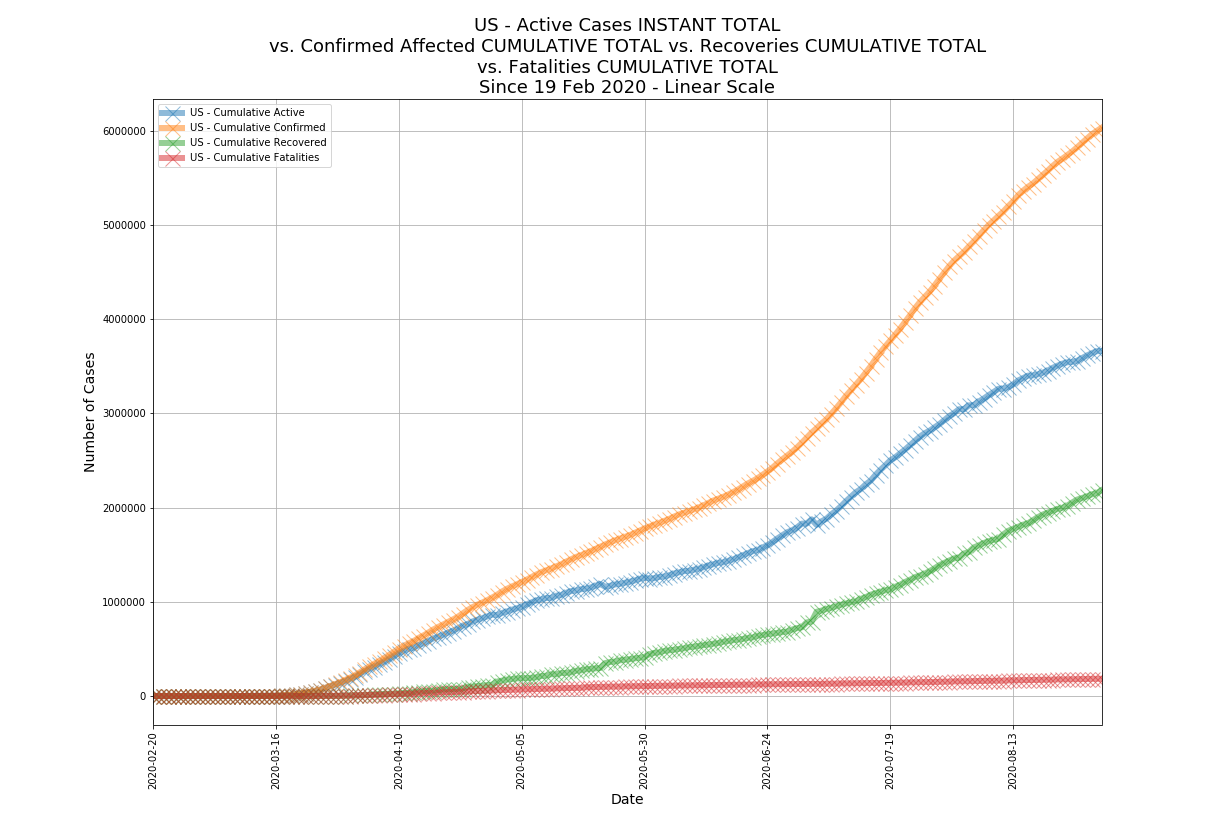 US - Active Cases INSTANT TOTAL
vs. Confirmed Affected CUMULATIVE TOTAL vs. Recoveries CUMULATIVE TOTAL
vs. Fatalities CUMULATIVE TOTAL
Since 19 Feb 2020 - Linear Scale
US - Cumulative Active
US - Cumulative Confirmed
US - Cumulative Recovered
US - Cumulative Fatalities
Number of Cases
6000000
5000000
4000000
3000000
2000000
1000000
0
2020-02-20
2020-03-16
2020-04-10
2020-05-05
2020-05-30
2020-06-24
2020-07-19
2020-08-13
Date